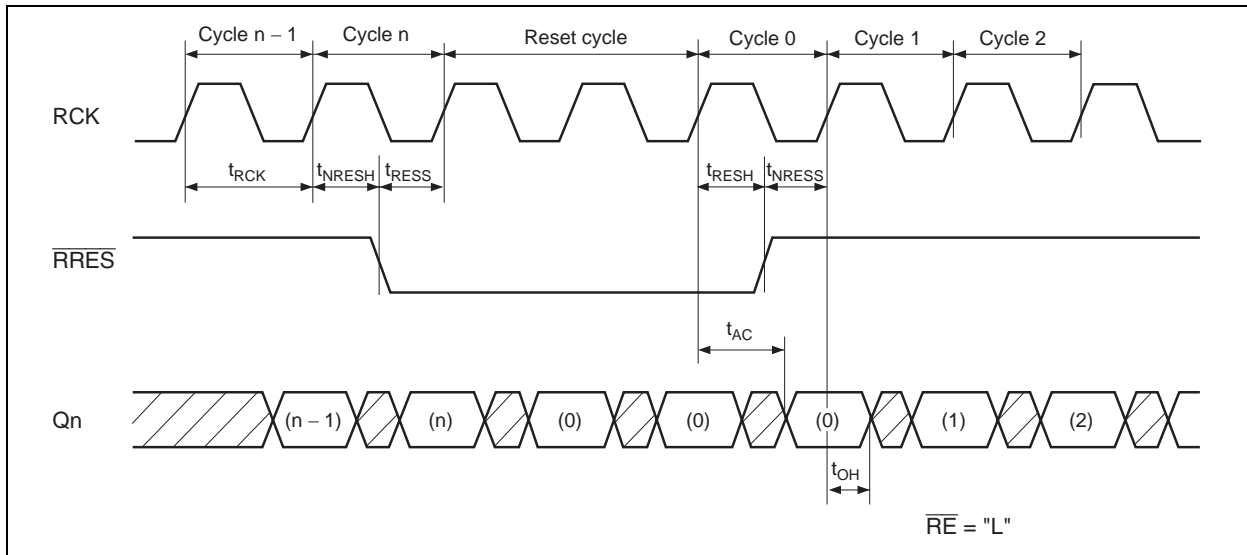 Cycle n – 1 Cycle n Reset cycle Cycle 0 Cycle 1 Cycle 2
RCK
tRCK tNRESH tRESS tRESH tNRESS
RRES
tAC
Qn (n – 1) (n) (0) (0) (0) (1) (2)
tOH
RE = "L"